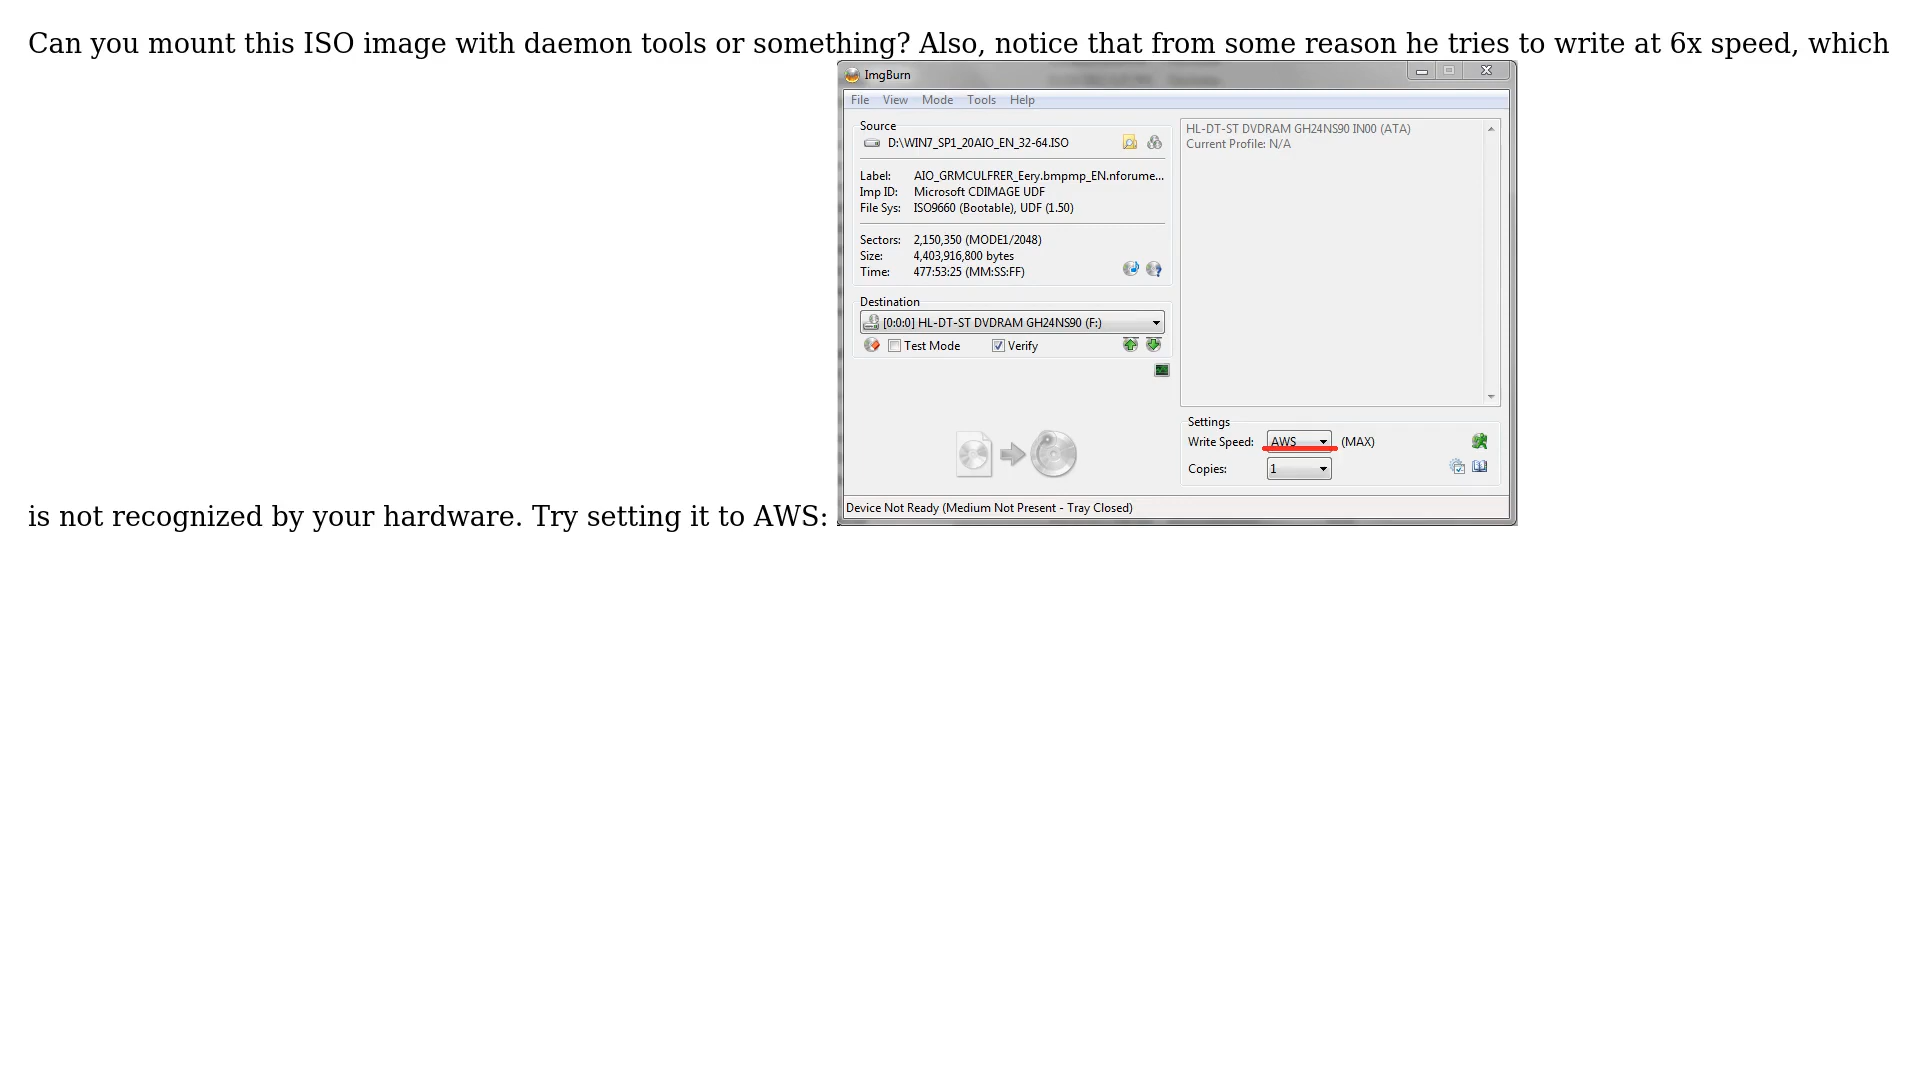 Can you mount this ISO image with daemon tools or something? Also, notice that from some reason he tries to write at 6x speed, which
ImgBurn
File View Mode Tools Help
Source
D:\WIN7_SP1_20AIO_EN_32-64.ISO
Label: AIO_GRMCULFRER_Eery.bmpmp_EN.nforume...
Imp ID: Microsoft CDIMAGE UDF
File Sys: ISO9660 (Bootable), UDF (1.50)
Sectors: 2,150,350 (MODE1/2048)
Size: 4,403,916,800 bytes
Time: 477:53:25 (MM:SS:FF)
Destination
[0:0:0] HL-DT-ST DVDRAM GH24NS90 (F:)
Test Mode Verify
HL-DT-ST DVDRAM GH24NS90 IN00 (ATA)
Current Profile: N/A
Settings
Write Speed: AWS (MAX)
Copies: 1
Device Not Ready (Medium Not Present - Tray Closed)
is not recognized by your hardware. Try setting it to AWS: